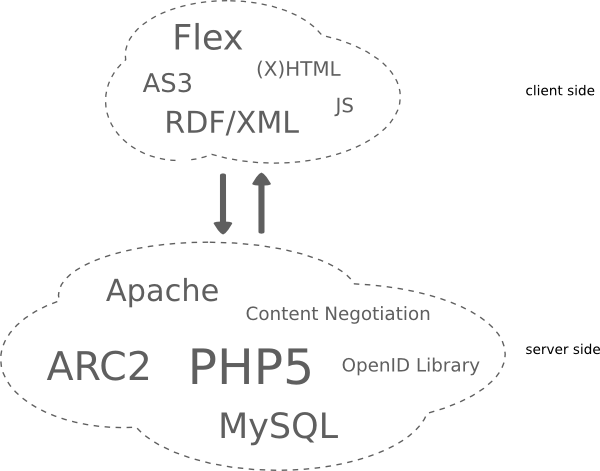 Flex
(X)HTML
AS3
JS
RDF/XML
client side
Apache
Content Negotiation
ARC2
PHP5
OpenID Library
MySQL
server side